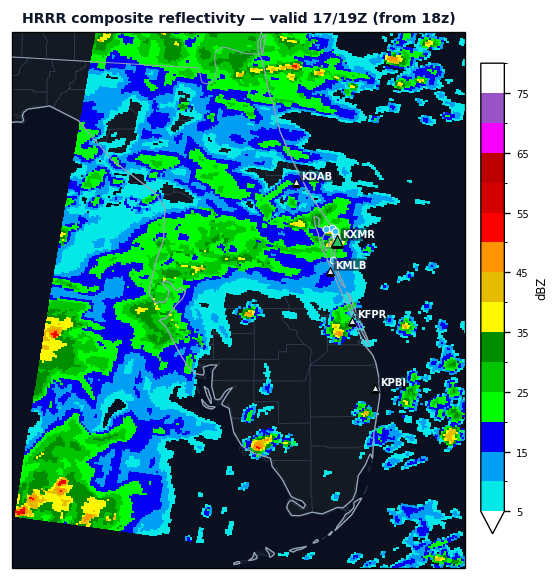 HRRR composite reflectivity — valid 17/19Z (from 18z)
KDAB
KXMR
KMLB
KFPR
KPBI
75
65
55
45
35
25
15
5
dBZ